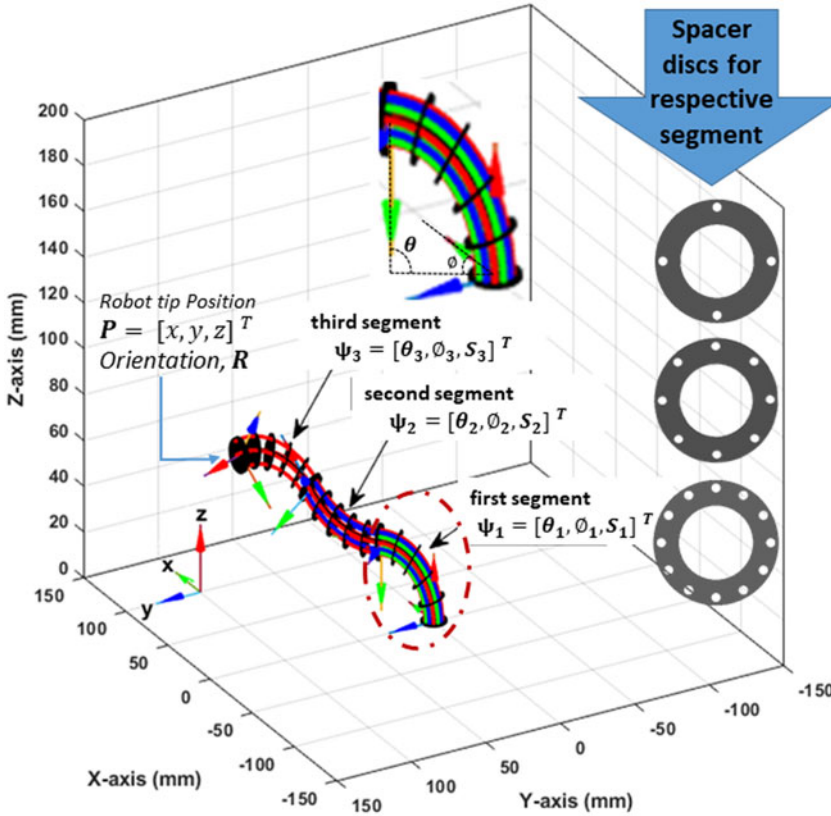 Spacer
discs for
respective
segment
200
180
160
140
120
100
80
60
40
20
0
Z-axis (mm)
θ
ϕ
Robot tip Position
P = [x, y, z] ᵀ
Orientation, R
third segment
ψ₃ = [θ₃, ∅₃, S₃] ᵀ
second segment
ψ₂ = [θ₂, ∅₂, S₂] ᵀ
first segment
ψ₁ = [θ₁, ∅₁, S₁] ᵀ
z
x
y
150
100
50
0
-50
-100
-150
X-axis (mm)
150
100
50
0
-50
-100
-150
Y-axis (mm)